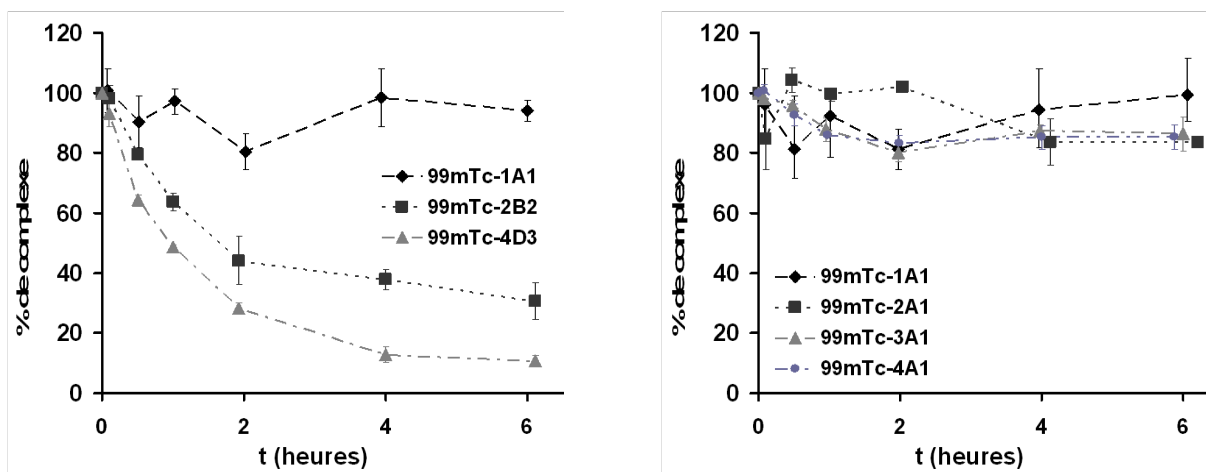 120
100
80
60
40
20
0
% de complexe
99mTc-1A1
99mTc-2B2
99mTc-4D3
0 2 4 6
t (heures)
120
100
80
60
40
20
0
% de complexe
99mTc-1A1
99mTc-2A1
99mTc-3A1
99mTc-4A1
0 2 4 6
t (heures)